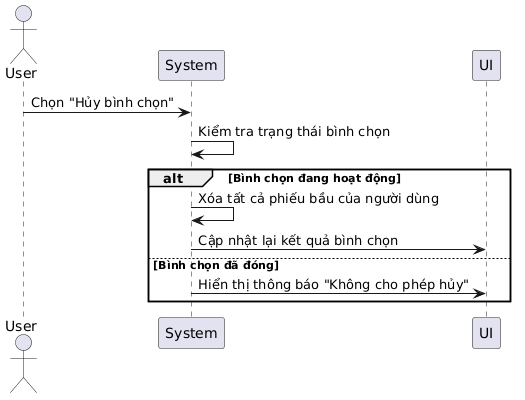 User
System
UI
Chọn "Hủy bình chọn"
Kiểm tra trạng thái bình chọn
alt
[Bình chọn đang hoạt động]
Xóa tất cả phiếu bầu của người dùng
Cập nhật lại kết quả bình chọn
[Bình chọn đã đóng]
Hiển thị thông báo "Không cho phép hủy"
User
System
UI